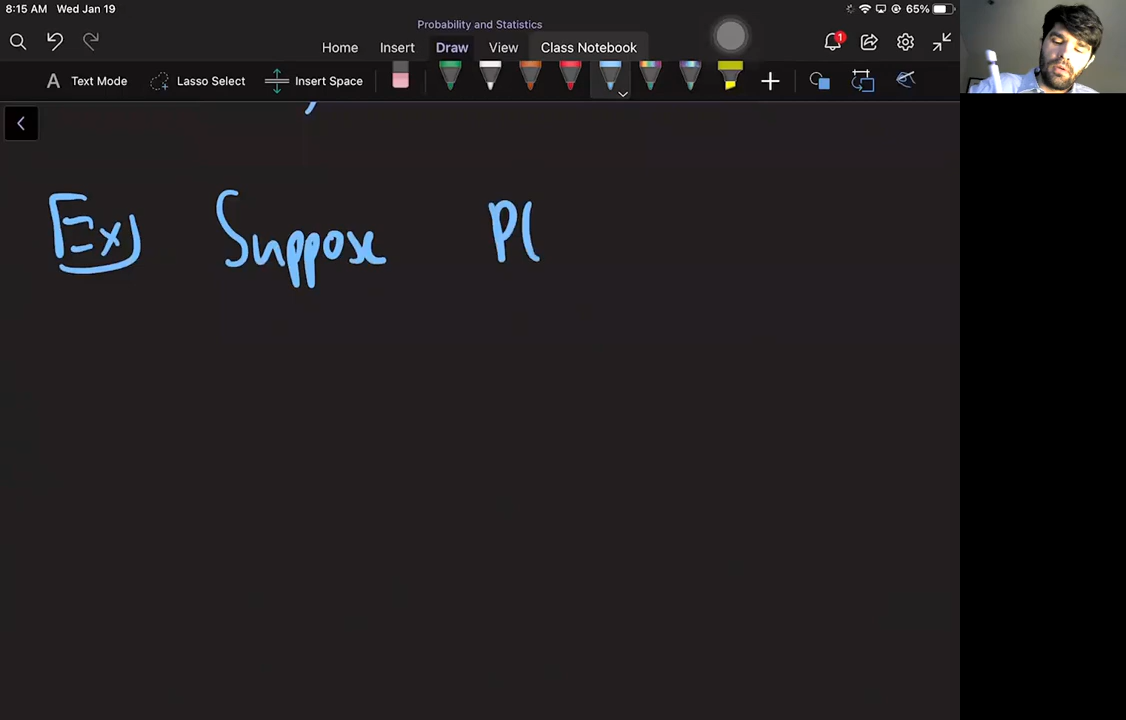 8:15 AM Wed Jan 19
65%
Probability and Statistics
Home Insert Draw View Class Notebook
1
A Text Mode Lasso Select Insert Space
Ex) Suppose P(